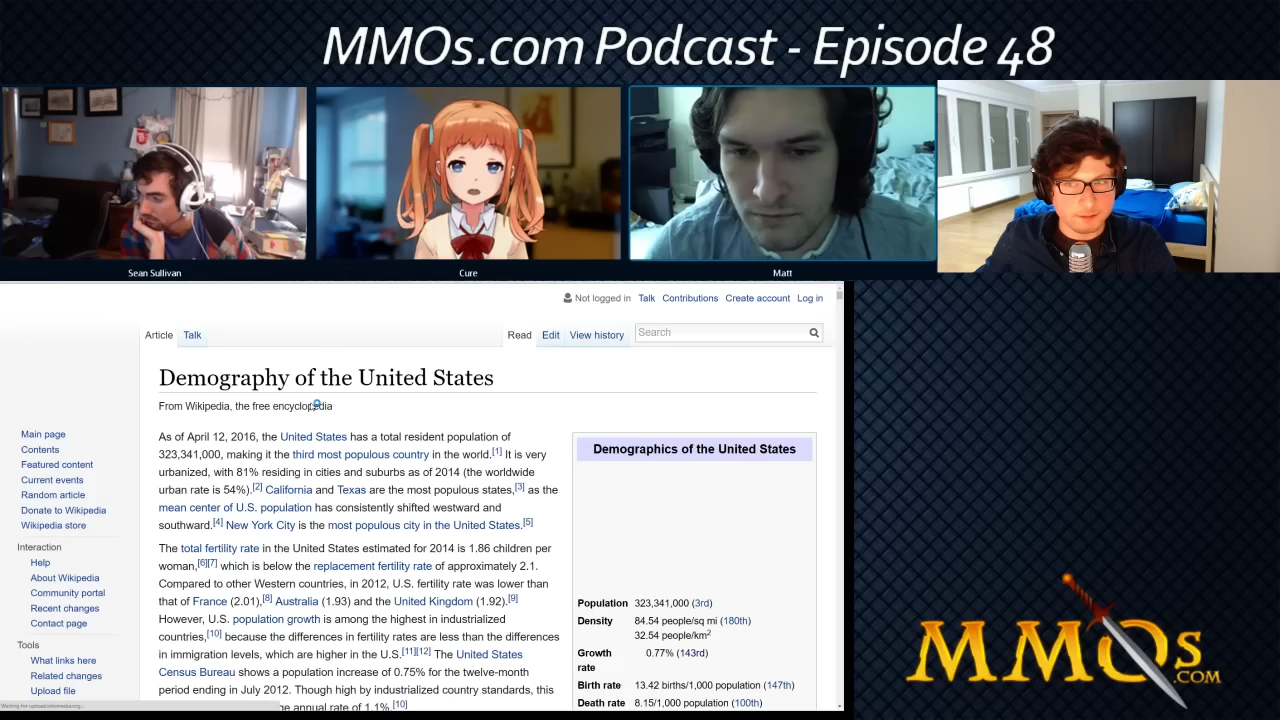 MMOs.com Podcast - Episode 48
Sean Sullivan
Cure
Matt
Not logged in Talk Contributions Create account Log in
Article Talk
Read Edit View history
Search
Demography of the United States
From Wikipedia, the free encyclopedia
Main page
Contents
Featured content
Current events
Random article
Donate to Wikipedia
Wikipedia store
Interaction
Help
About Wikipedia
Community portal
Recent changes
Contact page
Tools
What links here
Related changes
Upload file
As of April 12, 2016, the United States has a total resident population of
323,341,000, making it the third most populous country in the world.[1] It is very
urbanized, with 81% residing in cities and suburbs as of 2014 (the worldwide
urban rate is 54%).[2] California and Texas are the most populous states,[3] as the
mean center of U.S. population has consistently shifted westward and
southward.[4] New York City is the most populous city in the United States.[5]
The total fertility rate in the United States estimated for 2014 is 1.86 children per
woman,[6][7] which is below the replacement fertility rate of approximately 2.1.
Compared to other Western countries, in 2012, U.S. fertility rate was lower than
that of France (2.01),[8] Australia (1.93) and the United Kingdom (1.92).[9]
However, U.S. population growth is among the highest in industrialized
countries,[10] because the differences in fertility rates are less than the differences
in immigration levels, which are higher in the U.S.[11][12] The United States
Census Bureau shows a population increase of 0.75% for the twelve-month
period ending in July 2012. Though high by industrialized country standards, this
annual rate of 1.1%.[10]
Demographics of the United States
Population 323,341,000 (3rd)
Density 84.54 people/sq mi (180th)
32.54 people/km2
Growth
rate 0.77% (143rd)
Birth rate 13.42 births/1,000 population (147th)
Death rate 8.15/1,000 population (100th)
Waiting for upload.wikimedia.org...
MMOs
.COM